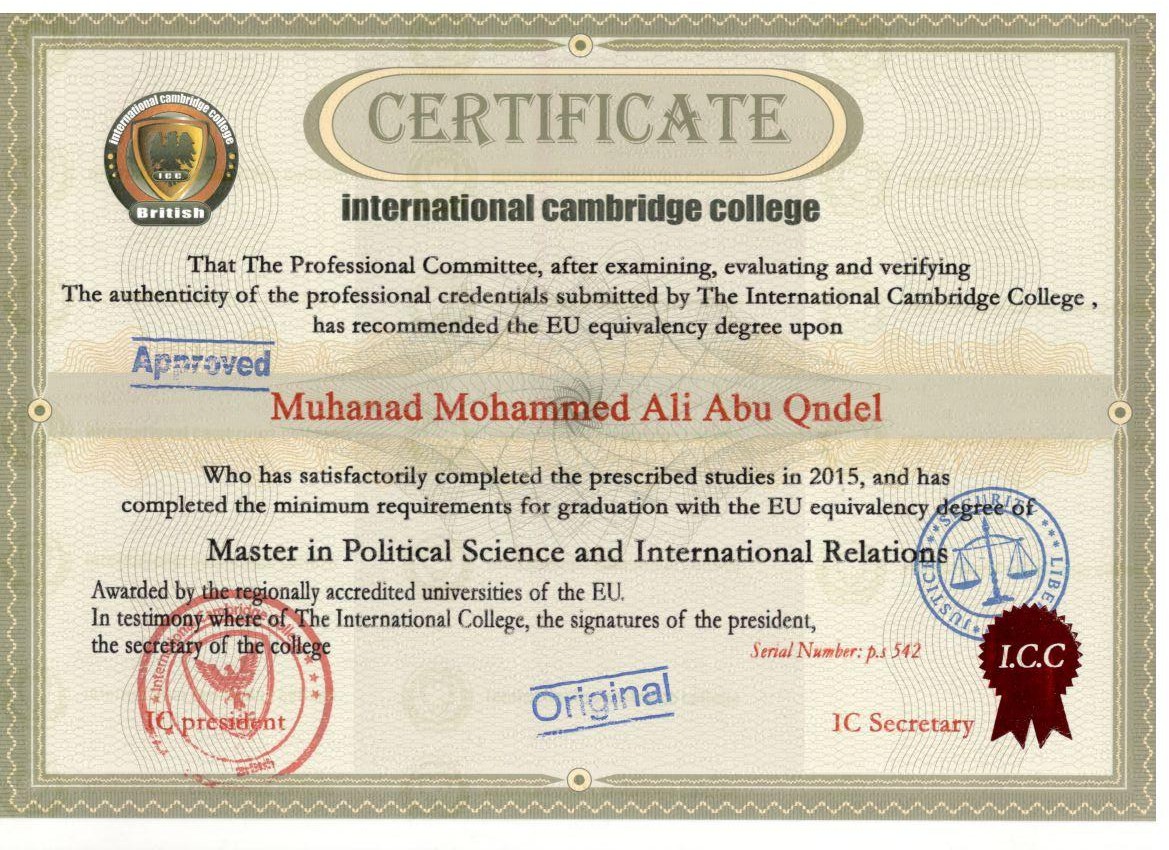 CERTIFICATE
international cambridge college
ICC
British
international cambridge college
That The Professional Committee, after examining, evaluating and verifying
The authenticity of the professional credentials submitted by The International Cambridge College ,
has recommended the EU equivalency degree upon
Approved
Muhanad Mohammed Ali Abu Qndel
Who has satisfactorily completed the prescribed studies in 2015, and has
completed the minimum requirements for graduation with the EU equivalency degree of
Master in Political Science and International Relations
SECURITY
JUSTICE
Awarded by the regionally accredited universities of the EU.
In testimony where of The International College, the signatures of the president,
the secretary of the college
Serial Number: p.s 542
I.C.C
Original
IC president
IC Secretary